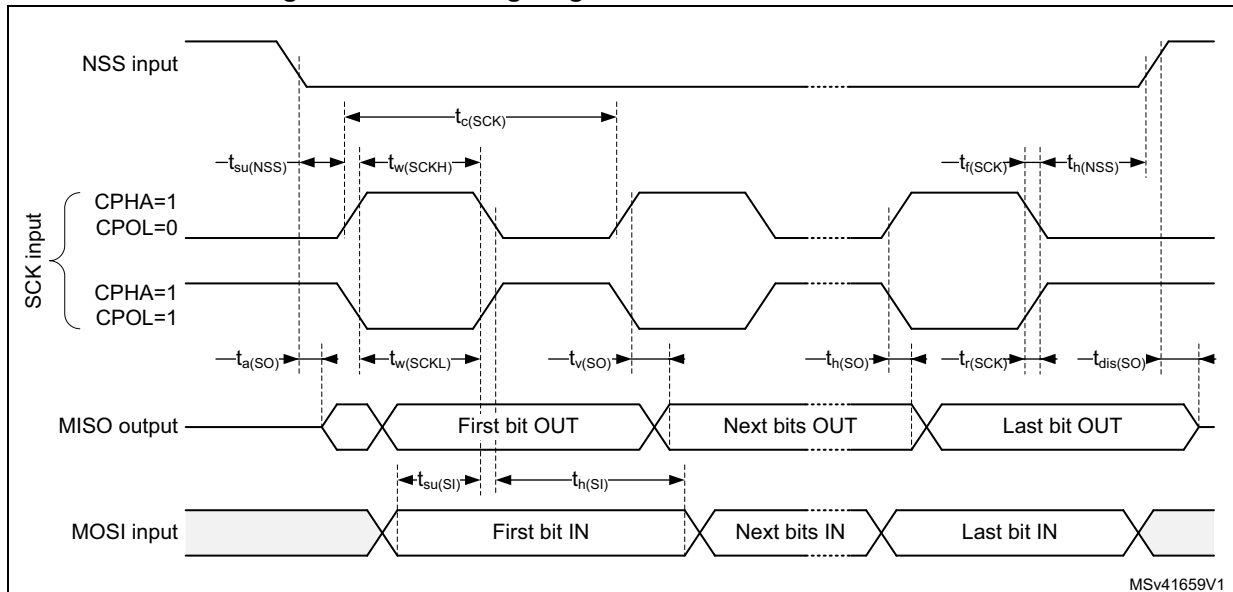 NSS input
tc(SCK)
tsu(NSS)
tw(SCKH)
tf(SCK)
th(NSS)
SCK input
CPHA=1
CPOL=0
CPHA=1
CPOL=1
ta(SO)
tw(SCKL)
tv(SO)
th(SO)
tr(SCK)
tdis(SO)
MISO output
First bit OUT
Next bits OUT
Last bit OUT
tsu(SI)
th(SI)
MOSI input
First bit IN
Next bits IN
Last bit IN
MSv41659V1